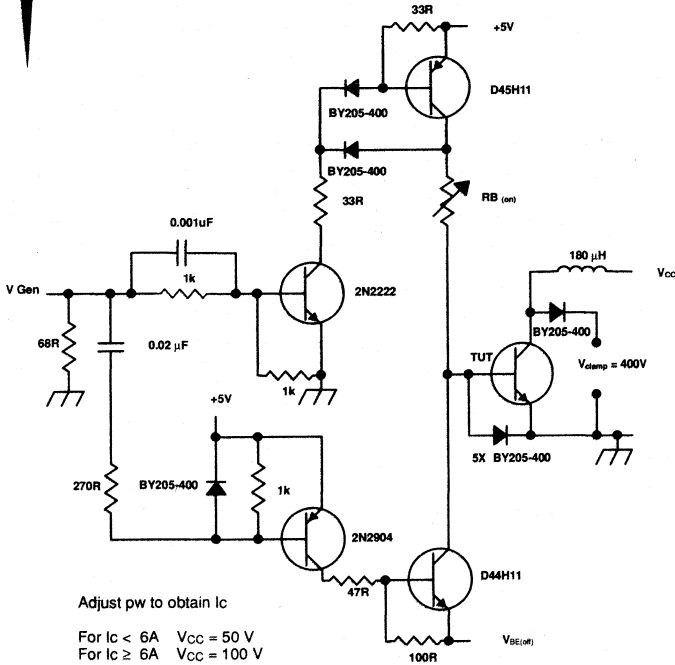 33R
+5V
D45H11
BY205-400
BY205-400
33R
RB (on)
0.001uF
1k
180 µH
V Gen
2N2222
VCC
BY205-400
68R
0.02 µF
TUT
Vclamp = 400V
1k
+5V
5X BY205-400
270R
BY205-400
1k
2N2904
D44H11
47R
Adjust pw to obtain Ic
For Ic < 6A VCC = 50 V
For Ic ≥ 6A VCC = 100 V
100R
VBE(off)